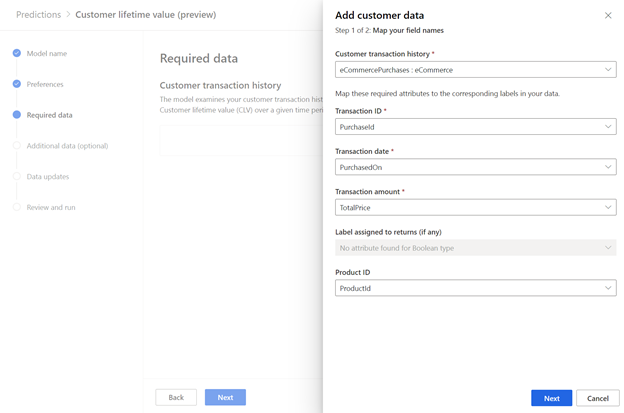 Predictions > Customer lifetime value (preview)
Model name
Preferences
Required data
Additional data (optional)
Data updates
Review and run
Required data
Customer transaction history
The model examines your customer transaction hist
Customer lifetime value (CLV) over a given time peri
Back
Next
Add customer data
Step 1 of 2: Map your field names
Customer transaction history *
eCommercePurchases : eCommerce
Map these required attributes to the corresponding labels in your data.
Transaction ID *
PurchaseId
Transaction date *
PurchasedOn
Transaction amount *
TotalPrice
Label assigned to returns (if any)
No attribute found for Boolean type
Product ID
ProductId
Next
Cancel